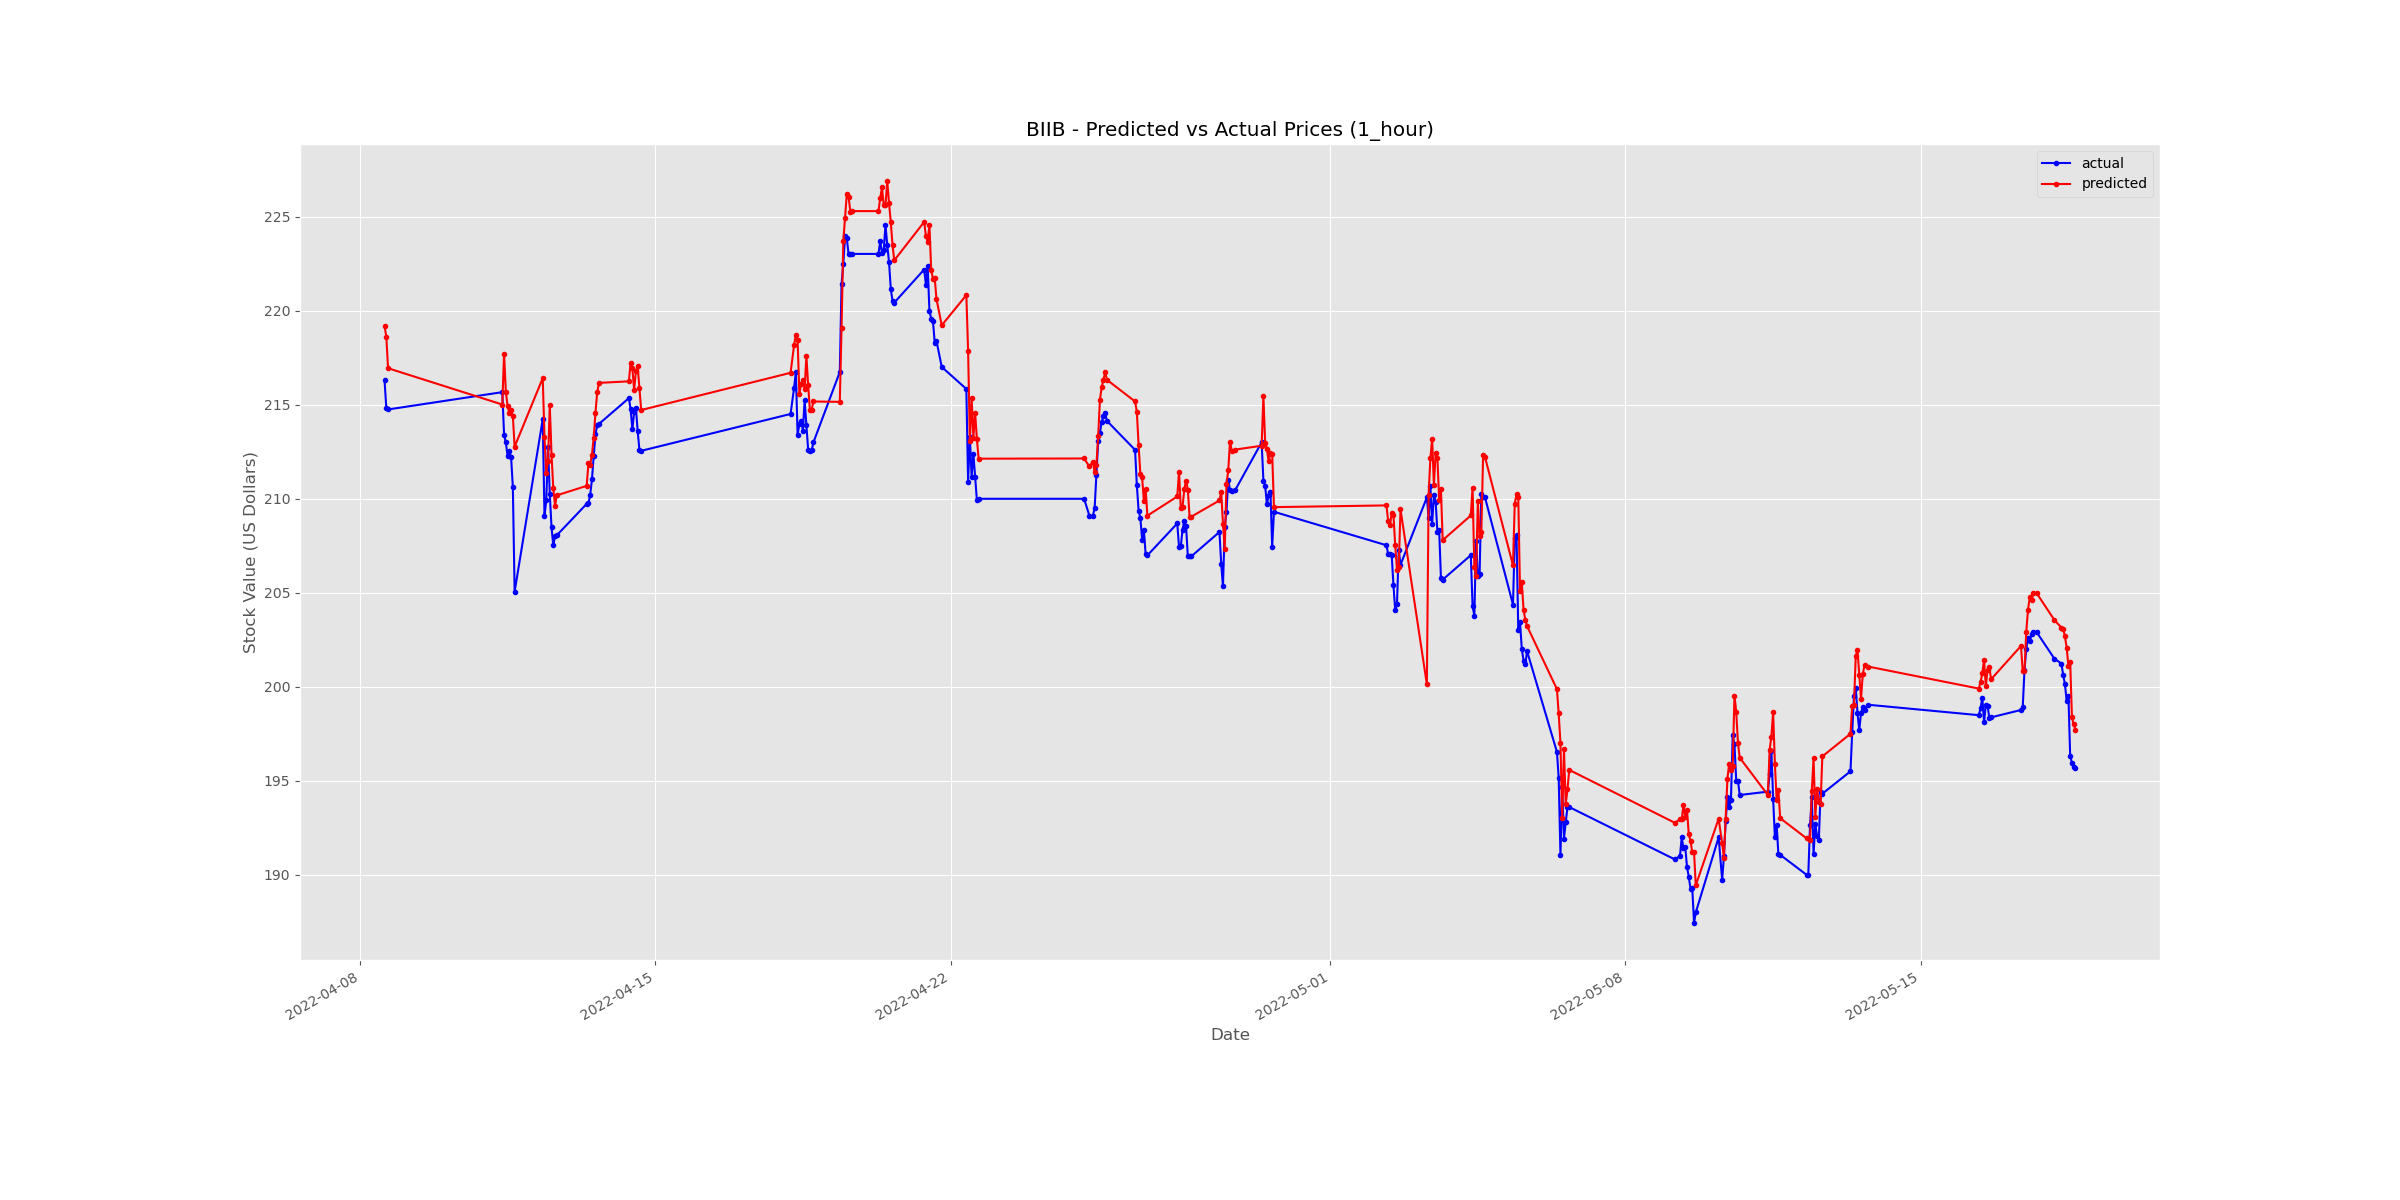 BIIB - Predicted vs Actual Prices (1_hour)
actual
predicted
225
220
215
210
205
200
195
190
Stock Value (US Dollars)
2022-04-08
2022-04-15
2022-04-22
2022-05-01
2022-05-08
2022-05-15
Date